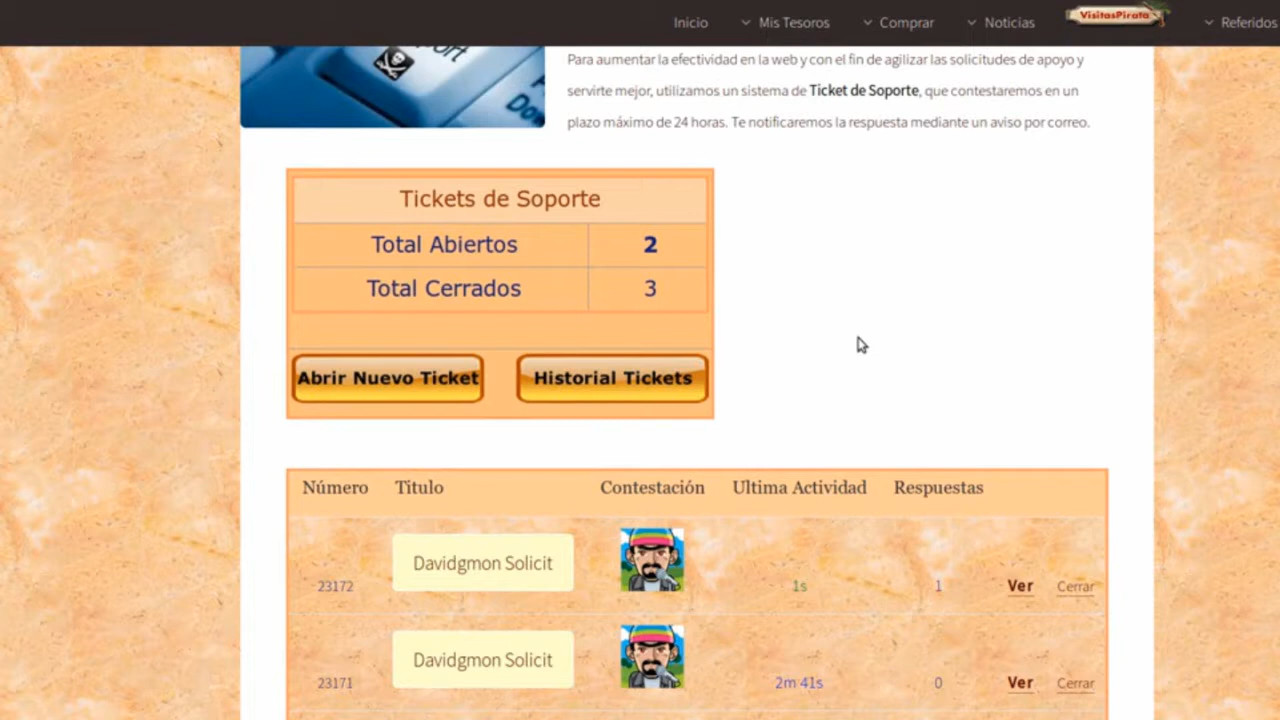 Inicio Mis Tesoros Comprar Noticias VisitasPirata Referidos
Para aumentar la efectividad en la web y con el fin de agilizar las solicitudes de apoyo y
servirte mejor, utilizamos un sistema de Ticket de Soporte, que contestaremos en un
plazo máximo de 24 horas. Te notificaremos la respuesta mediante un aviso por correo.
Tickets de Soporte
Total Abiertos 2
Total Cerrados 3
Abrir Nuevo Ticket Historial Tickets
Número Titulo Contestación Ultima Actividad Respuestas
23172 Davidgmon Solicit 1s 1 Ver Cerrar
23171 Davidgmon Solicit 2m 41s 0 Ver Cerrar